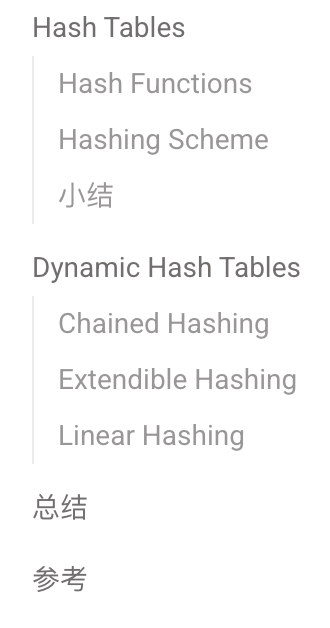 Hash Tables
Hash Functions
Hashing Scheme
小结
Dynamic Hash Tables
Chained Hashing
Extendible Hashing
Linear Hashing
总结
参考